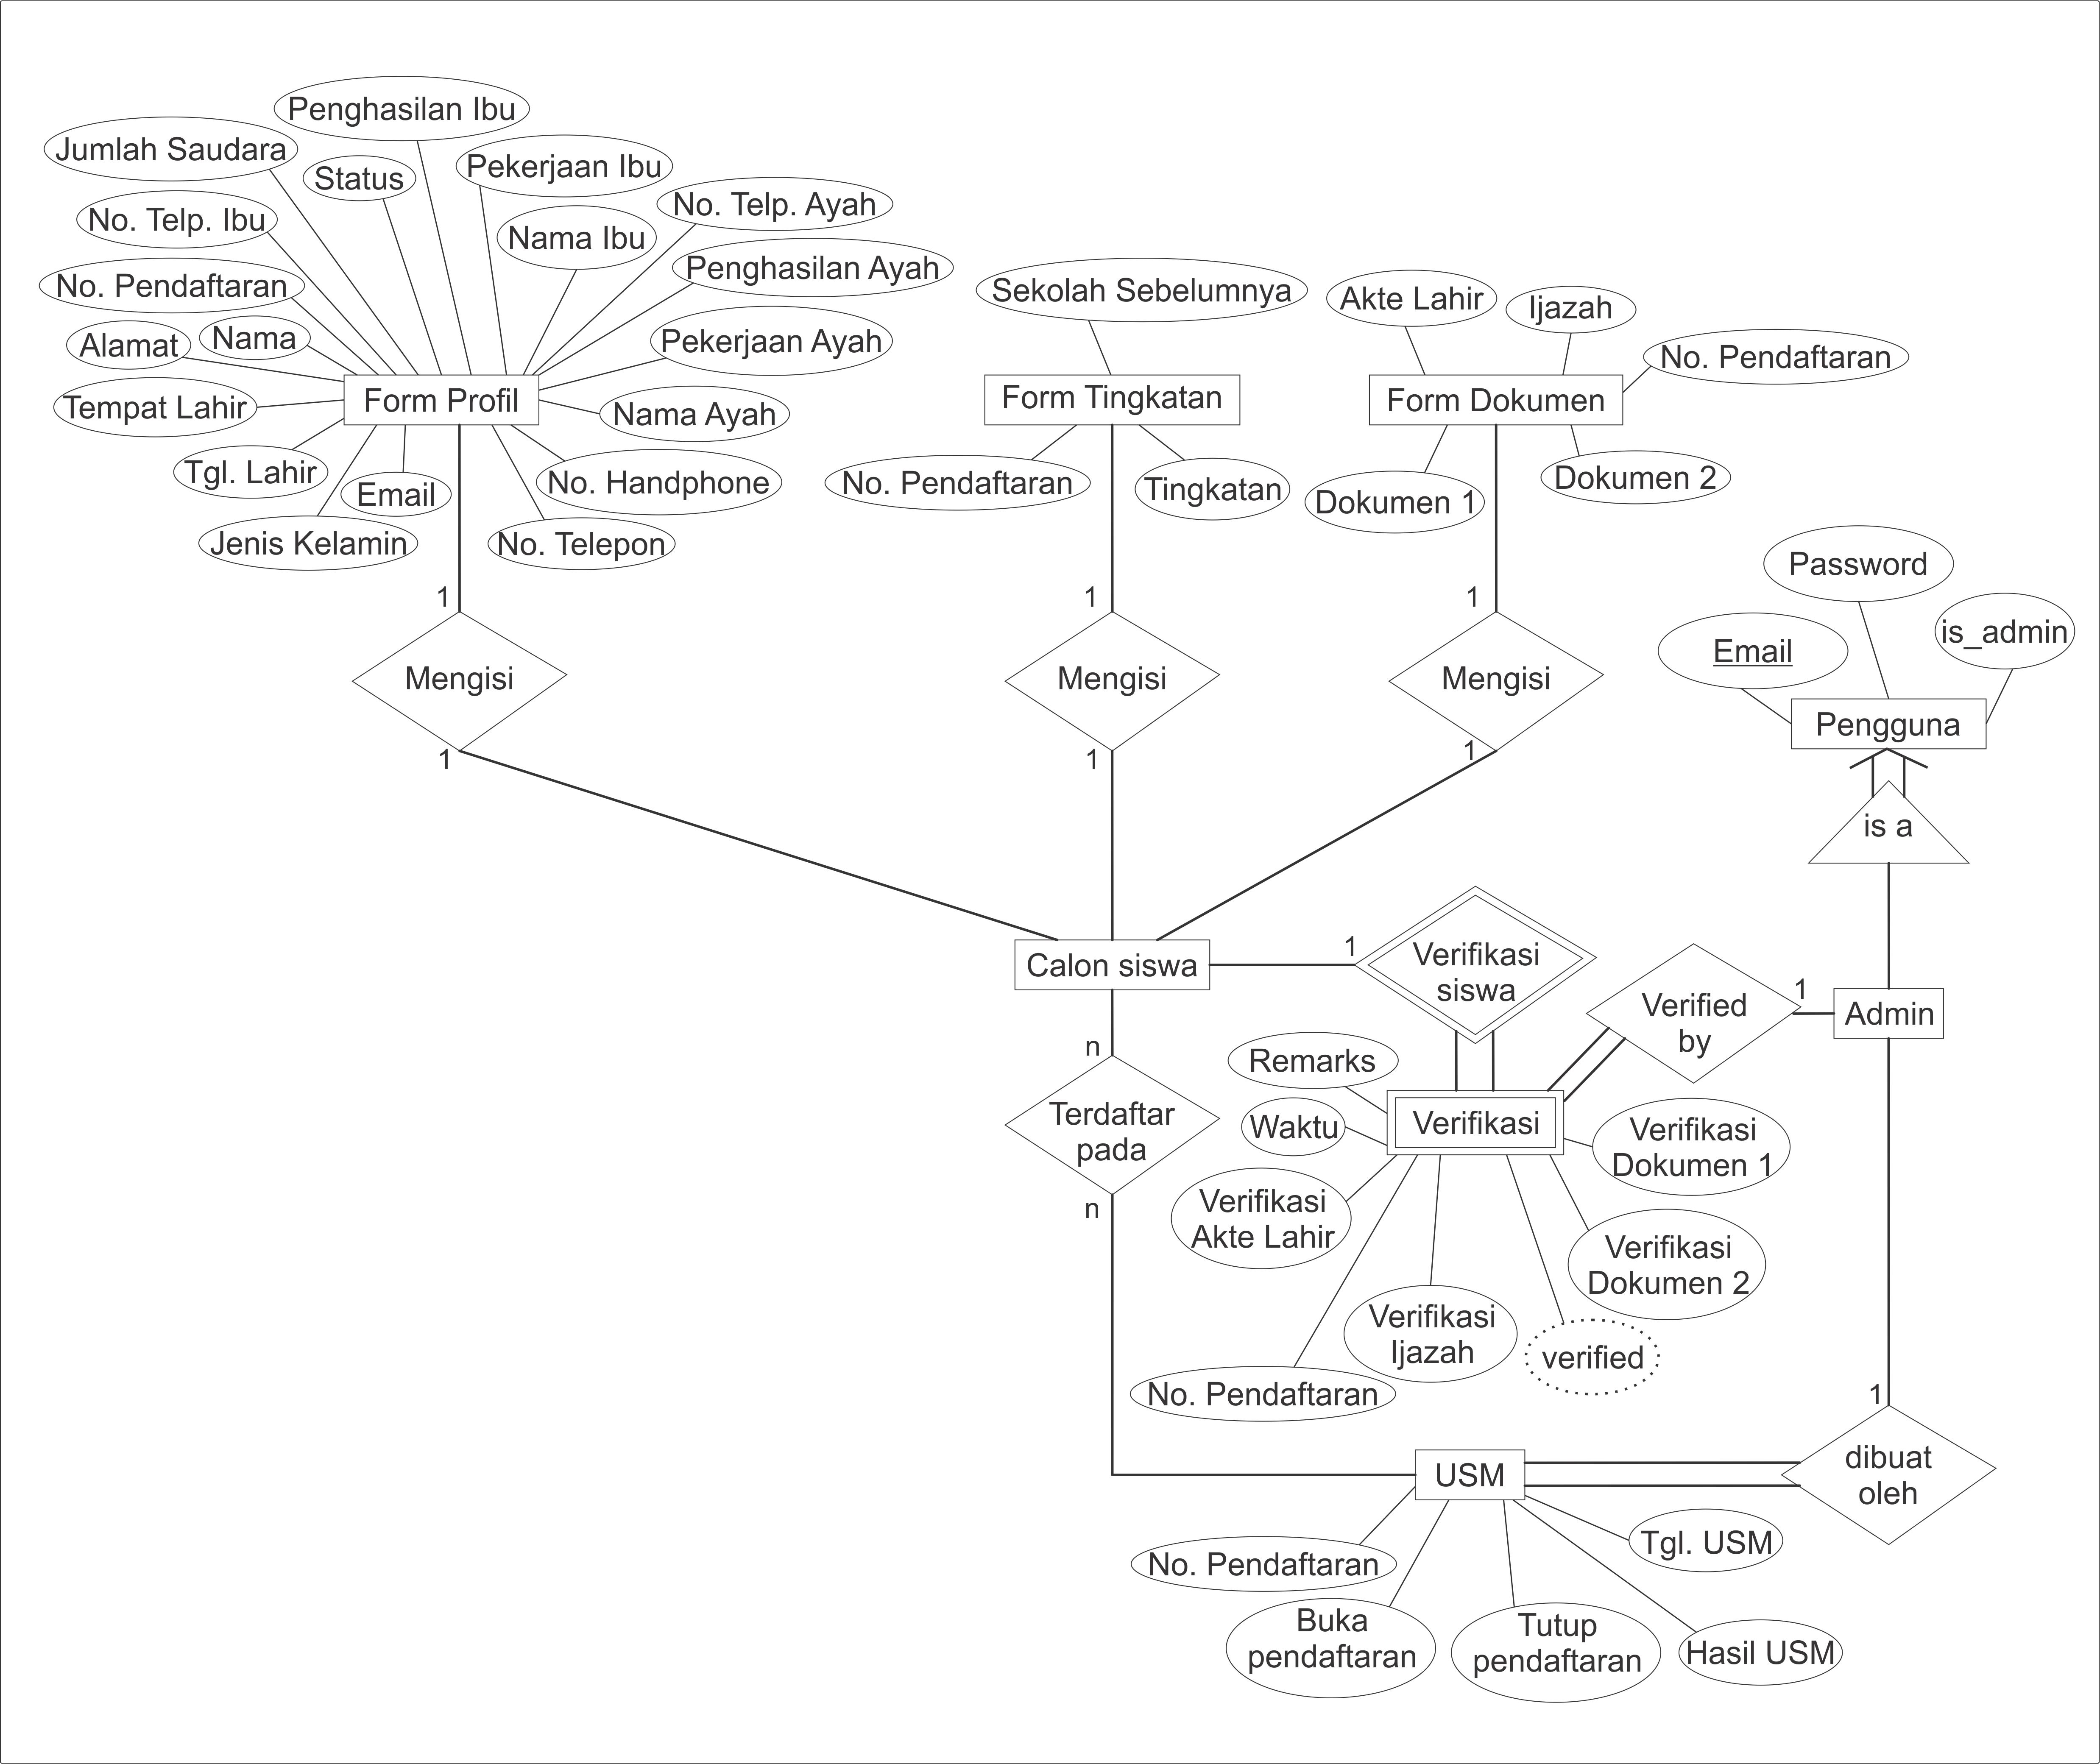 Penghasilan Ibu
Jumlah Saudara
Status
Pekerjaan Ibu
No. Telp. Ibu
Nama Ibu
No. Telp. Ayah
No. Pendaftaran
Penghasilan Ayah
Alamat
Nama
Pekerjaan Ayah
Tempat Lahir
Form Profil
Nama Ayah
Tgl. Lahir
Email
No. Handphone
Jenis Kelamin
No. Telepon
Sekolah Sebelumnya
Form Tingkatan
No. Pendaftaran
Tingkatan
Akte Lahir
Ijazah
No. Pendaftaran
Form Dokumen
Dokumen 1
Dokumen 2
Password
Email
is_admin
Pengguna
is a
1
Mengisi
1
1
Mengisi
1
1
Mengisi
1
Calon siswa
1
Verifikasi
siswa
Verified
by
1
Admin
n
Terdaftar
pada
n
Remarks
Waktu
Verifikasi
Verifikasi
Dokumen 1
Verifikasi
Akte Lahir
Verifikasi
Dokumen 2
Verifikasi
Ijazah
verified
No. Pendaftaran
1
dibuat
oleh
USM
No. Pendaftaran
Tgl. USM
Buka
pendaftaran
Tutup
pendaftaran
Hasil USM